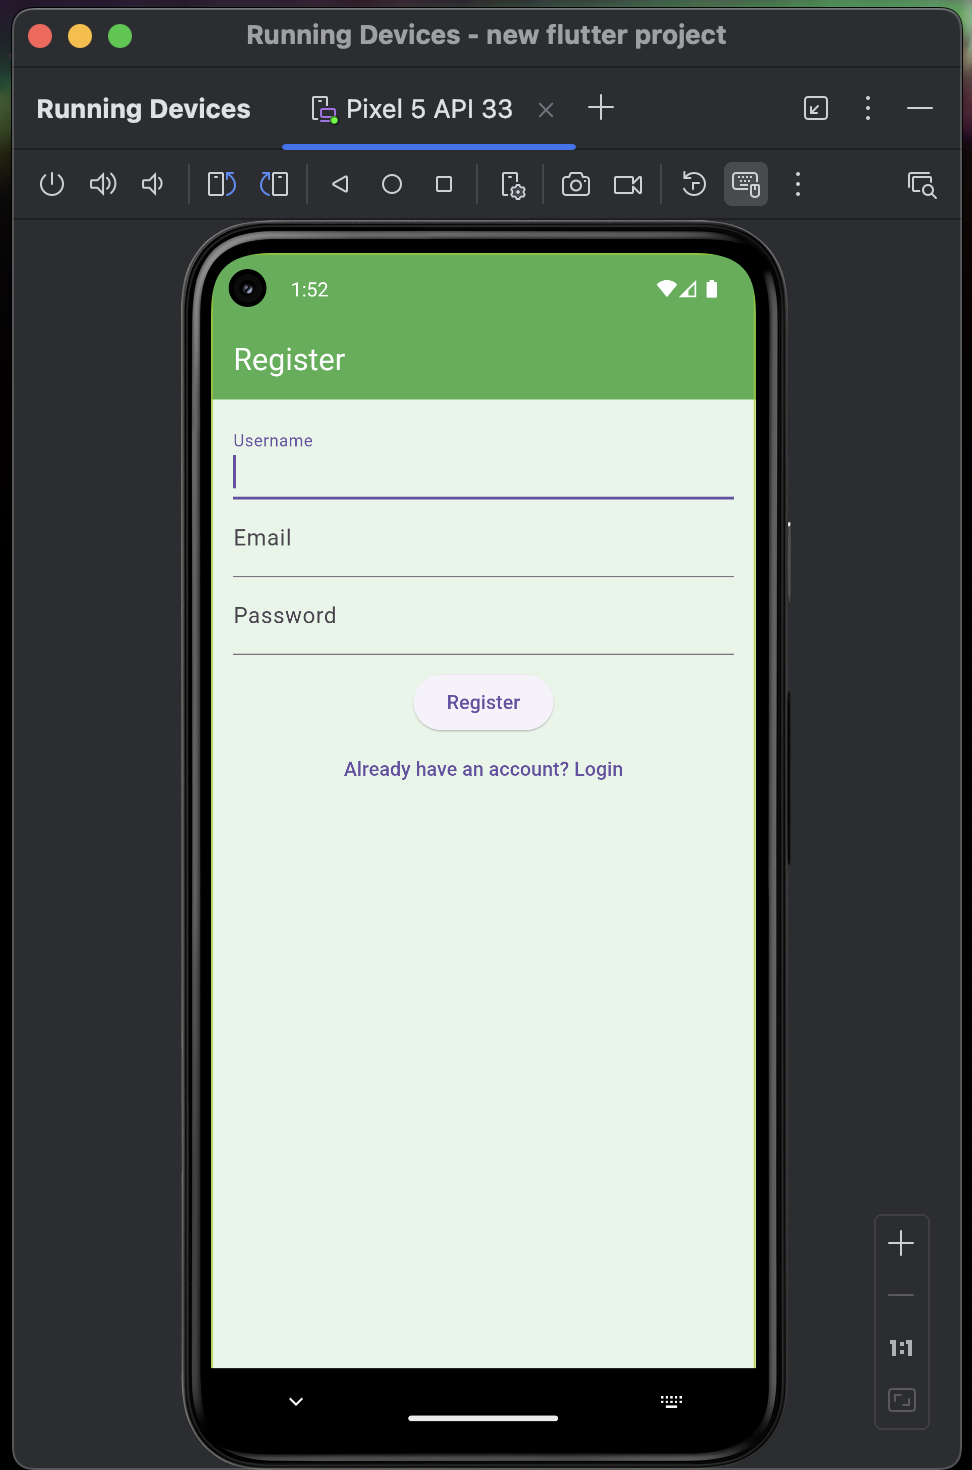 Running Devices - new flutter project
Running Devices
Pixel 5 API 33
1:52
Register
Username
Email
Password
Register
Already have an account? Login
1:1